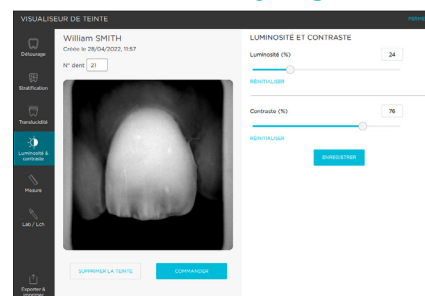 VISUALISEUR DE TEINTE
FERMER
Détourage
Stratification
Translucidité
Luminosité &
contraste
Mesure
Lab / Lch
Exporter &
imprimer
William SMITH
Créée le 28/04/2022, 11:57
N° dent 21
SUPPRIMER LA TEINTE
COMMANDER
LUMINOSITÉ ET CONTRASTE
Luminosité (%) 24
RÉINITIALISER
Contraste (%) 76
RÉINITIALISER
ENREGISTRER